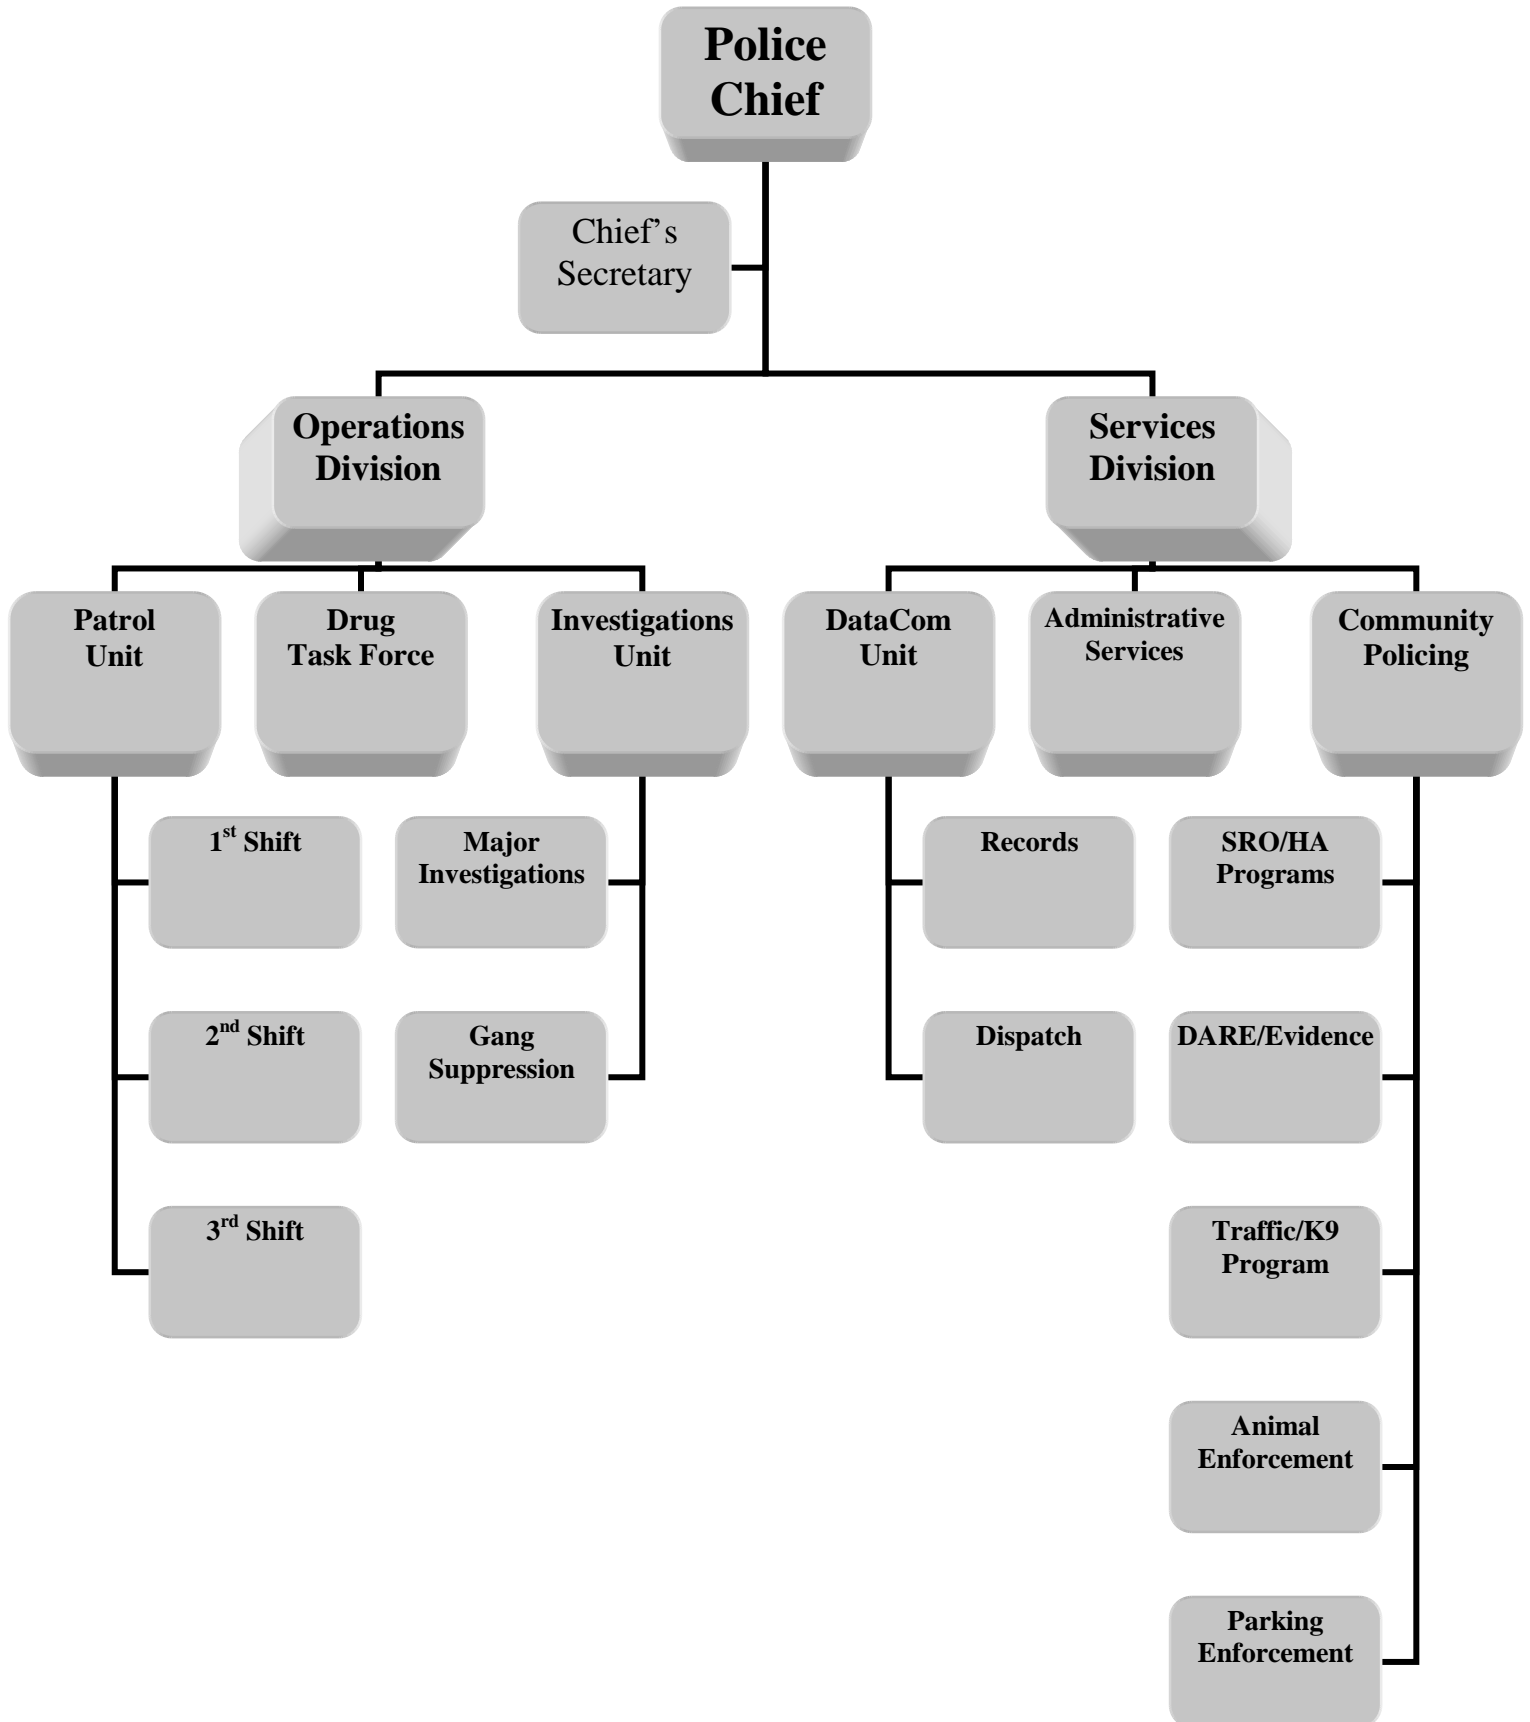 Police
Chief
Chief’s
Secretary
Operations
Division
Services
Division
Patrol
Unit
Drug
Task Force
Investigations
Unit
DataCom
Unit
Administrative
Services
Community
Policing
1st Shift
Major
Investigations
Records
SRO/HA
Programs
2nd Shift
Gang
Suppression
Dispatch
DARE/Evidence
3rd Shift
Traffic/K9
Program
Animal
Enforcement
Parking
Enforcement